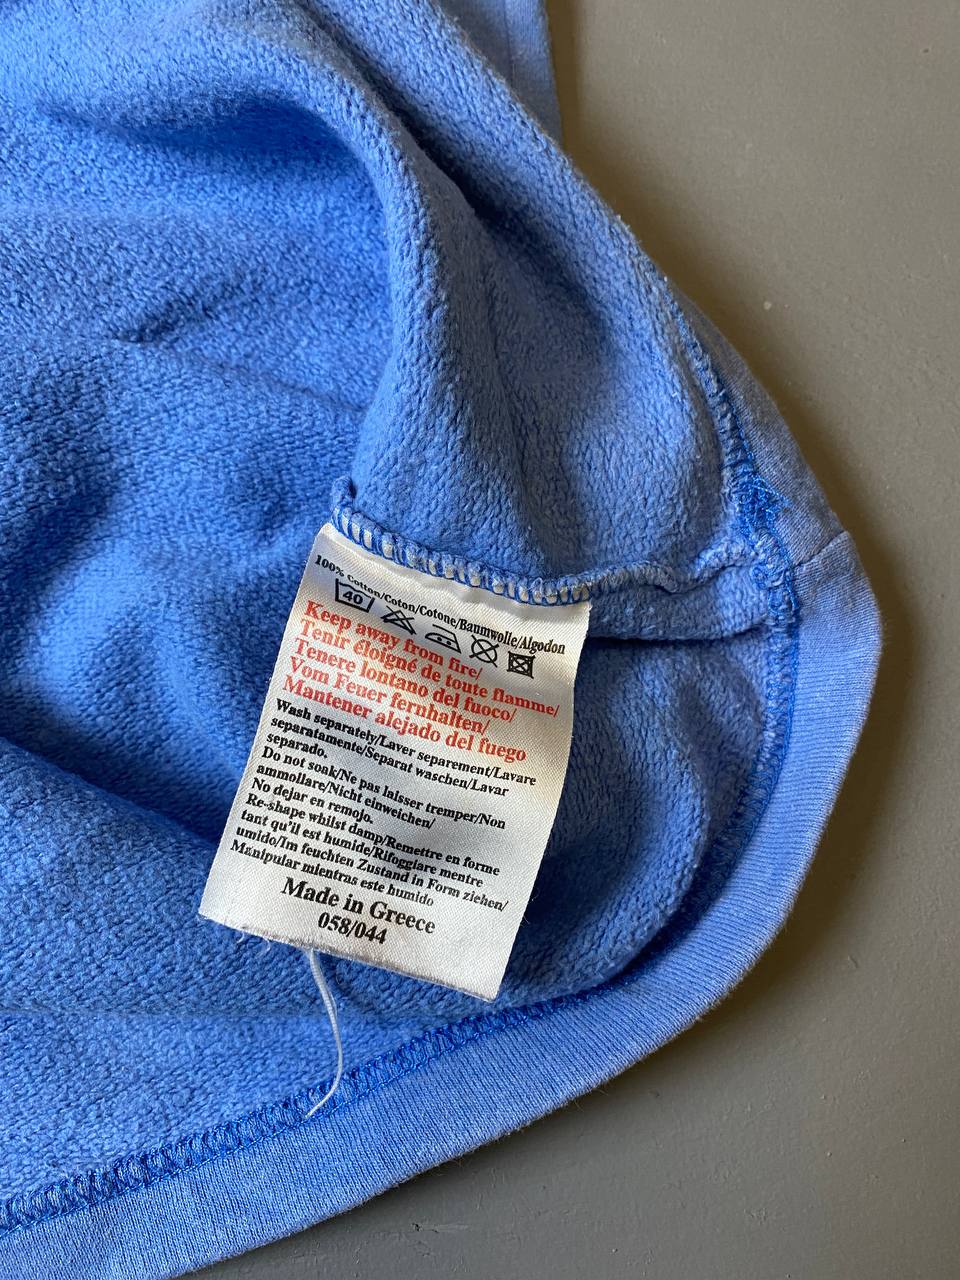 100% Cotton/Coton/Cotone/Baumwolle/Algodon
40
Keep away from fire/
Tenir éloigné de toute flamme/
Tenere lontano del fuoco/
Vom Feuer fernhalten/
Mantener alejado del fuego
Wash separately/Laver separement/Lavare
separatamente/Separat waschen/Lavar
separado.
Do not soak/Ne pas laisser tremper/Non
ammollare/Nicht einweichen/
No dejar en remojo.
Re-shape whilst damp/Remettre en forme
tant qu'il est humide/Rifoggiare mentre
umido/Im feuchten Zustand in Form ziehen/
Manipular mientras este humido
Made in Greece
058/044